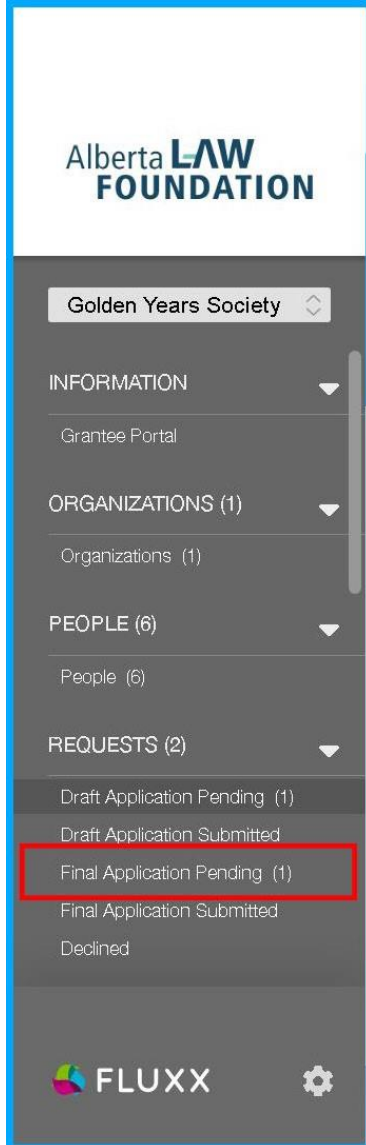 Alberta LAW
FOUNDATION
Golden Years Society
INFORMATION
Grantee Portal
ORGANIZATIONS (1)
Organizations (1)
PEOPLE (6)
People (6)
REQUESTS (2)
Draft Application Pending (1)
Draft Application Submitted
Final Application Pending (1)
Final Application Submitted
Declined
FLUXX